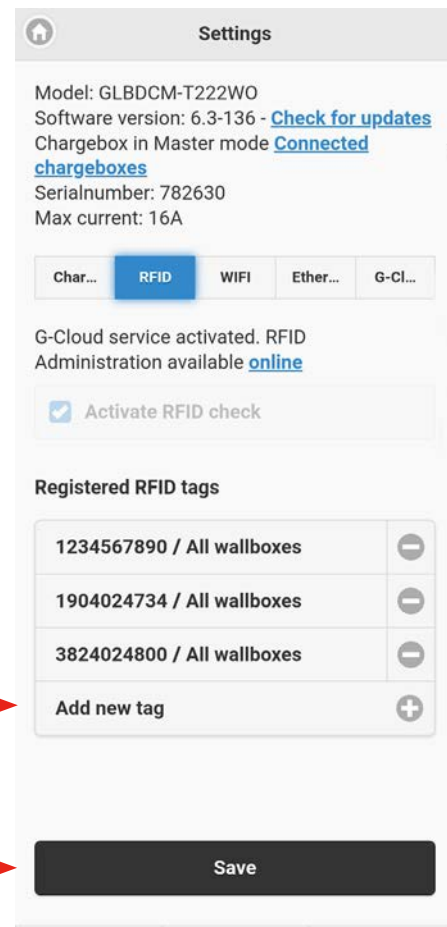 Settings
Model: GLBDCM-T222WO
Software version: 6.3-136 - Check for updates
Chargebox in Master mode Connected
chargeboxes
Serialnumber: 782630
Max current: 16A
Char... RFID WIFI Ether... G-Cl...
G-Cloud service activated. RFID
Administration available online
Activate RFID check
Registered RFID tags
1234567890 / All wallboxes
1904024734 / All wallboxes
3824024800 / All wallboxes
Add new tag
Save